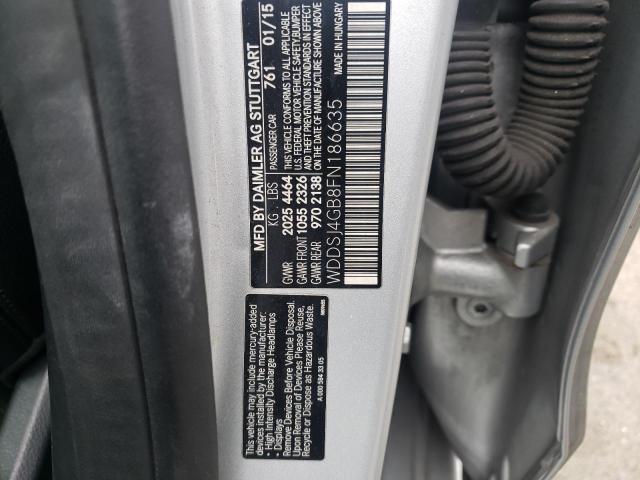 MFD BY DAIMLER AG STUTTGART
PASSENGER CAR 761 01/15
KG . LBS
GVWR 2025 4464
GAWR FRONT 1055 2326
GAWR REAR 970 2138
THIS VEHICLE CONFORMS TO ALL APPLICABLE
U.S. FEDERAL MOTOR VEHICLE SAFETY, BUMPER
AND THEFT PREVENTION STANDARDS IN EFFECT
ON THE DATE OF MANUFACTURE SHOWN ABOVE
WDDSJ4GB8FN186635
MADE IN HUNGARY
This vehicle may include mercury-added
devices installed by the manufacturer:
• High Intensity Discharge Headlamps
• Displays
Remove Devices Before Vehicle Disposal.
Upon Removal of Devices Please Reuse,
Recycle or Dispose as Hazardous Waste.
A 000 584 33 05